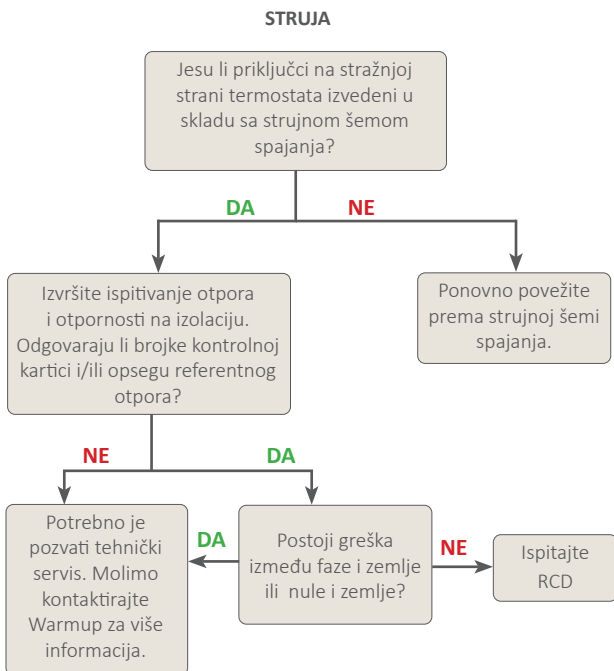 STRUJA
Jesu li priključci na stražnjoj
strani termostata izvedeni u
skladu sa strujnom šemom
spajanja?
DA
NE
Izvršite ispitivanje otpora
i otpornosti na izolaciju.
Odgovaraju li brojke kontrolnoj
kartici i/ili opsegu referentnog
otpora?
Ponovno povežite
prema strujnoj šemi
spajanja.
NE
DA
Potrebno je
pozvati tehnički
servis. Molimo
kontaktirajte
Warmup za više
informacija.
DA
Postoji greška
između faze i zemlje
ili nule i zemlje?
NE
Ispitajte
RCD